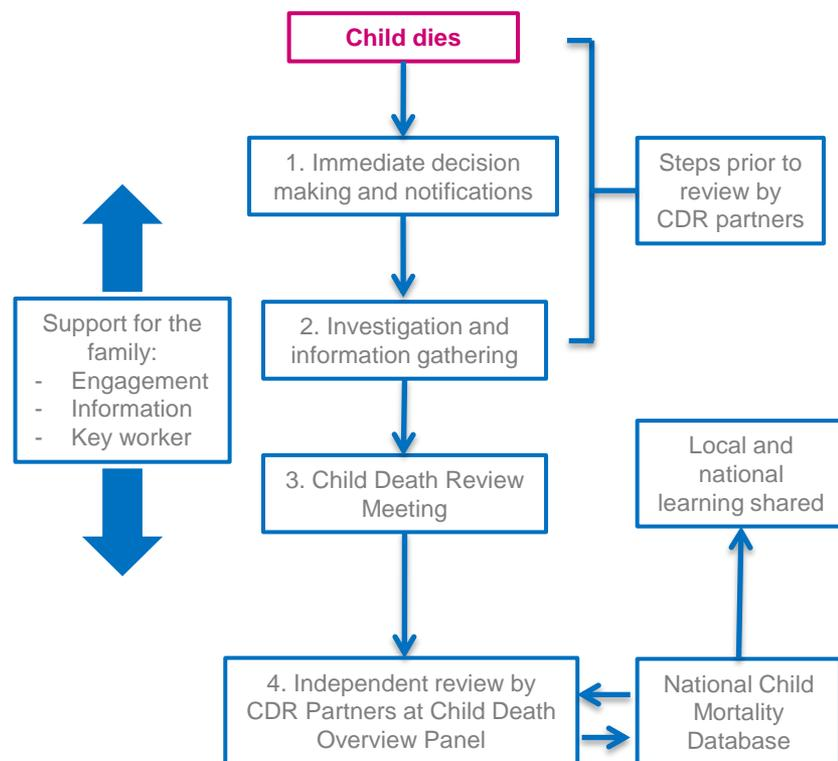 Child dies
1. Immediate decision
making and notifications
Steps prior to
review by
CDR partners
Support for the
family:
- Engagement
- Information
- Key worker
2. Investigation and
information gathering
3. Child Death Review
Meeting
Local and
national
learning shared
4. Independent review by
CDR Partners at Child Death
Overview Panel
National Child
Mortality
Database